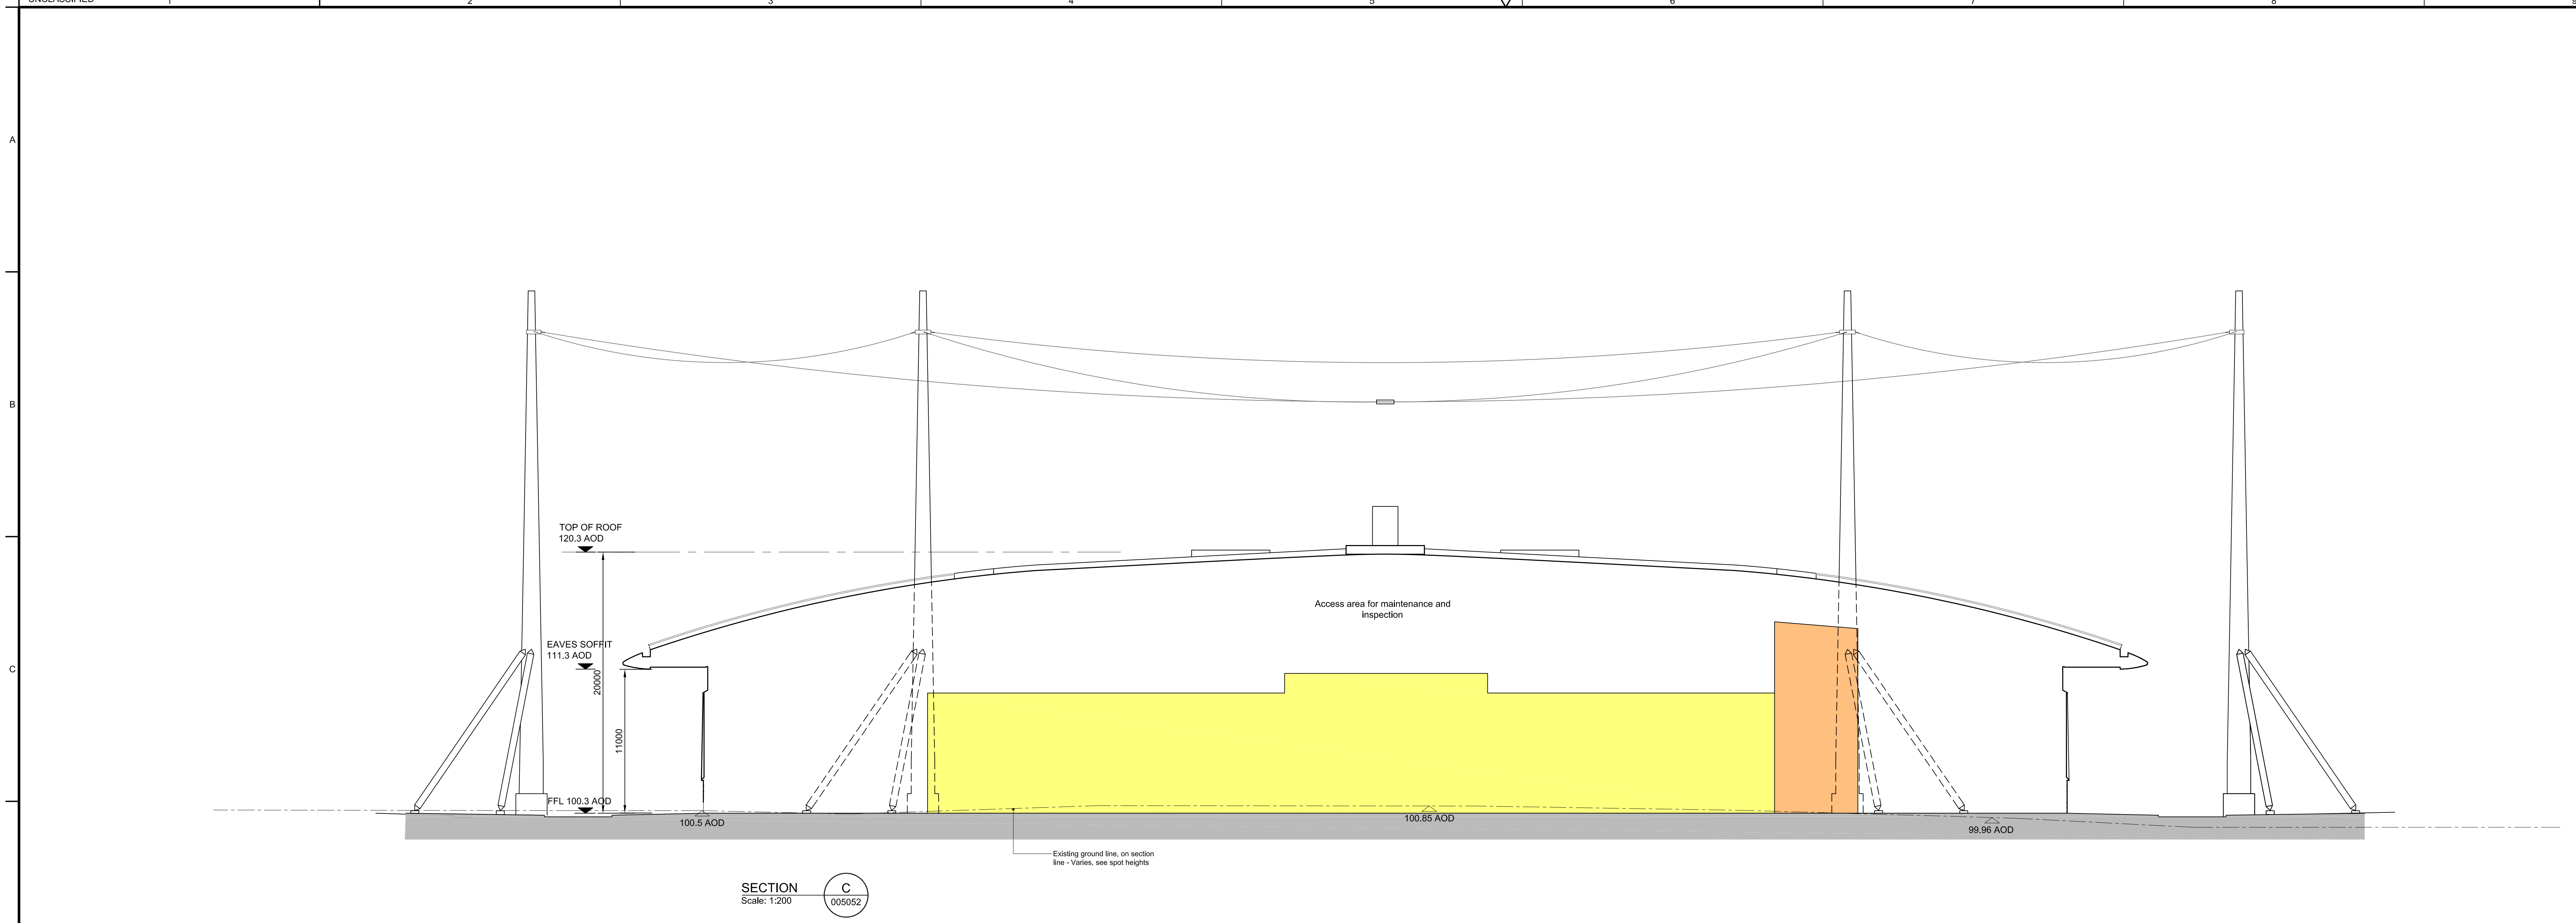 UNCLASSIFIED
1
2
3
4
5
6
7
8
9
A
B
C
TOP OF ROOF
120.3 AOD
EAVES SOFFIT
111.3 AOD
20000
11000
FFL 100.3 AOD
Access area for maintenance and
inspection
100.5 AOD
100.85 AOD
99.96 AOD
Existing ground line, on section
line - Varies, see spot heights
SECTION
Scale: 1:200
C
005052